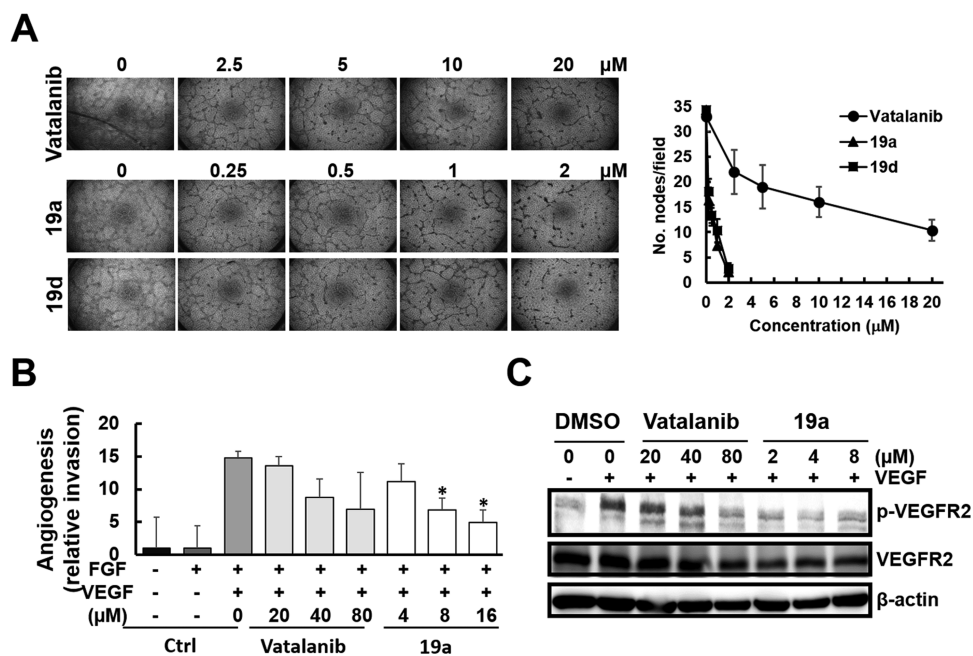 A
Vatalanib
0 2.5 5 10 20 μM
19a
0 0.25 0.5 1 2 μM
19d
No. nodes/field
35
30
25
20
15
10
5
0
0 2 4 6 8 10 12 14 16 18 20
Concentration (μM)
Vatalanib
19a
19d
B
Angiogenesis
(relative invasion)
20
15
10
5
0
* *
FGF - + + + + + + + +
VEGF - - + + + + + + +
(μM) - - 0 20 40 80 4 8 16
Ctrl Vatalanib 19a
C
DMSO Vatalanib 19a
0 0 20 40 80 2 4 8 (μM)
- + + + + + + + VEGF
p-VEGFR2
VEGFR2
β-actin